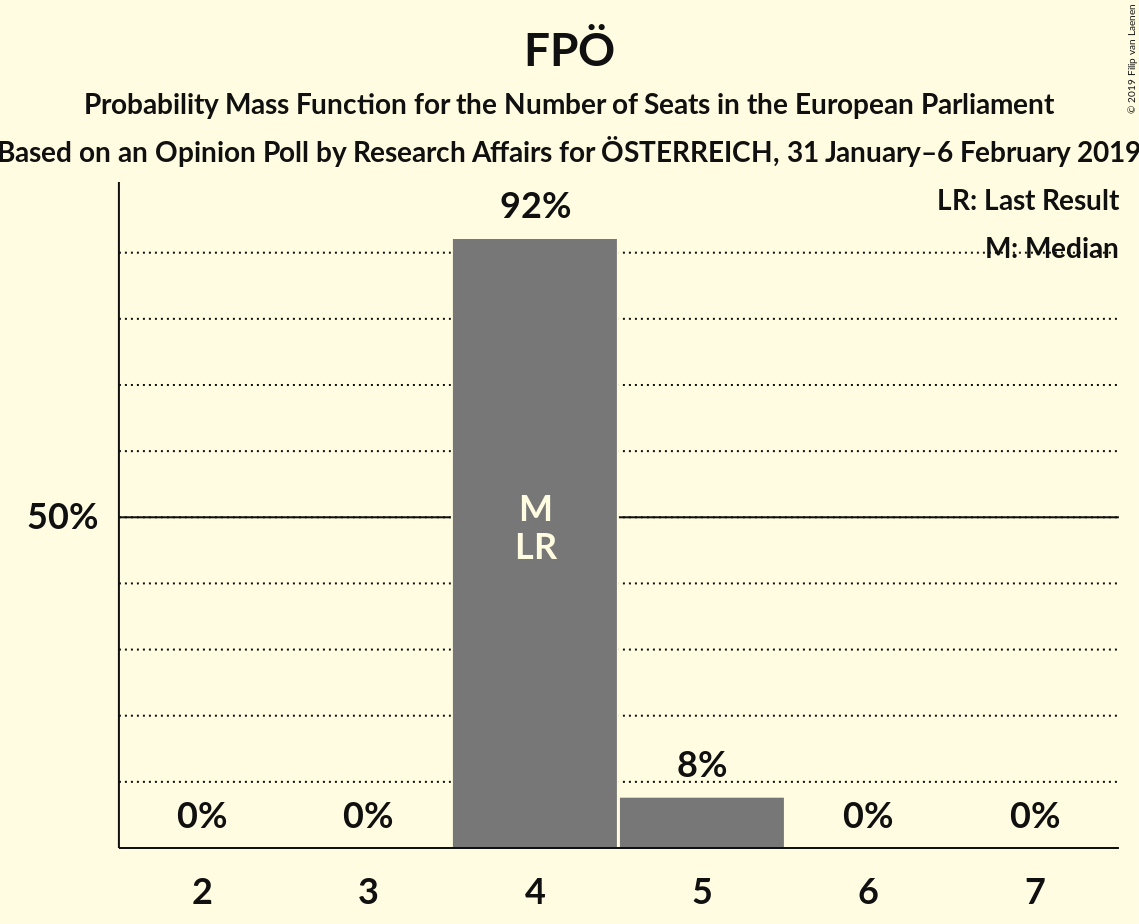 FPÖ
Probability Mass Function for the Number of Seats in the European Parliament
Based on an Opinion Poll by Research Affairs for ÖSTERREICH, 31 January–6 February 2019
© 2019 Filip van Laenen
LR: Last Result
M: Median
92%
50%
M
LR
8%
0%
0%
0%
0%
2
3
4
5
6
7